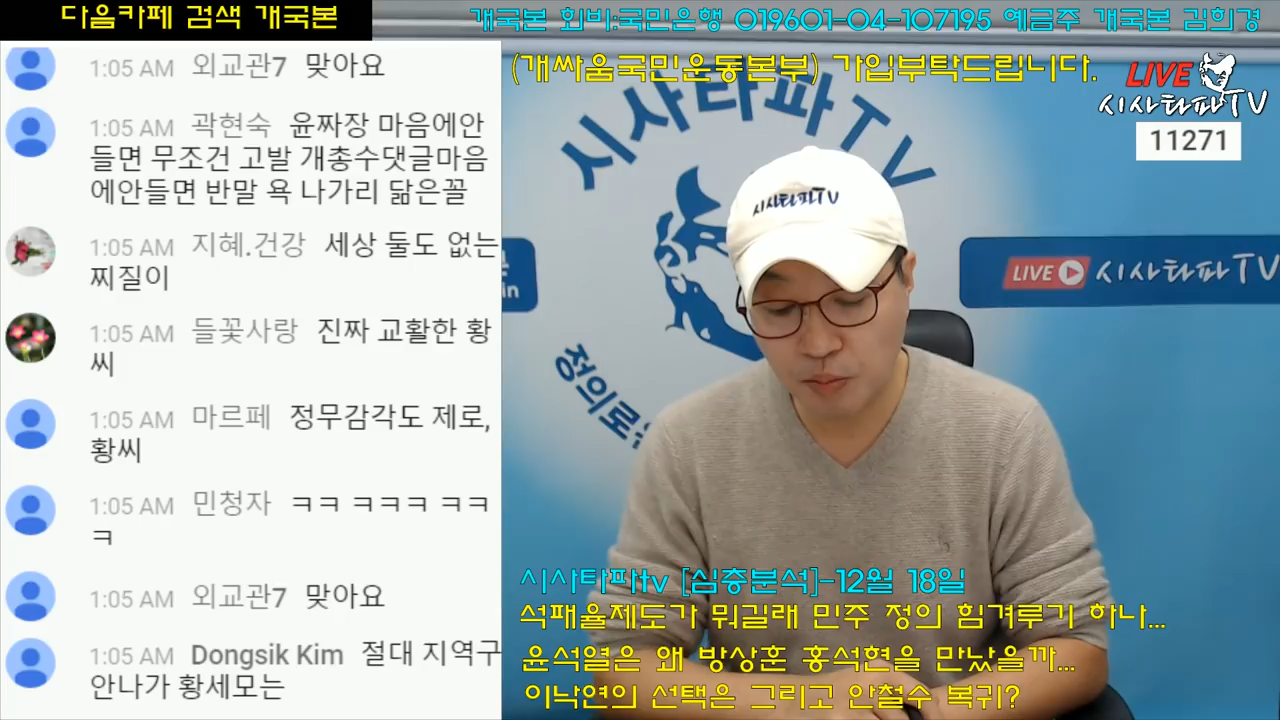 다음카페 검색 개국본
개국본 회비:국민은행 019601-04-107195 예금주 개국본 김희경
(개싸움국민운동본부) 가입부탁드립니다.
LIVE
시사타파TV
11271
1:05 AM 외교관7 맞아요
1:05 AM 곽현숙 윤짜장 마음에안
들면 무조건 고발 개총수댓글마음
에안들면 반말 욕 나가리 닮은꼴
1:05 AM 지혜.건강 세상 둘도 없는
찌질이
1:05 AM 들꽃사랑 진짜 교활한 황
씨
1:05 AM 마르페 정무감각도 제로,
황씨
1:05 AM 민청자 ㅋㅋ ㅋㅋㅋ ㅋㅋ
ㅋ
1:05 AM 외교관7 맞아요
1:05 AM Dongsik Kim 절대 지역구
안나가 황세모는
시사타파TV
시사타파TV
LIVE 시사타파TV
in
정의로
시사타파tv [심층분석]-12월 18일
석패율제도가 뭐길래 민주 정의 힘겨루기 하나...
윤석열은 왜 방상훈 홍석현을 만났을까...
이낙연의 선택은 그리고 안철수 복귀?